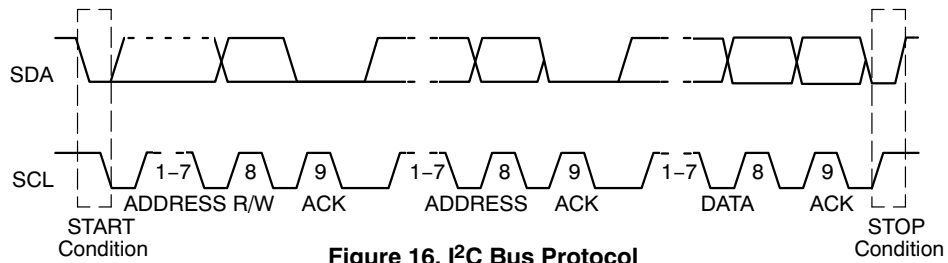 SDA
SCL
1–7 8 9 1–7 8 9 1–7 8 9
ADDRESS R/W ACK ADDRESS ACK DATA ACK
START
Condition
STOP
Condition
Figure 16. I²C Bus Protocol